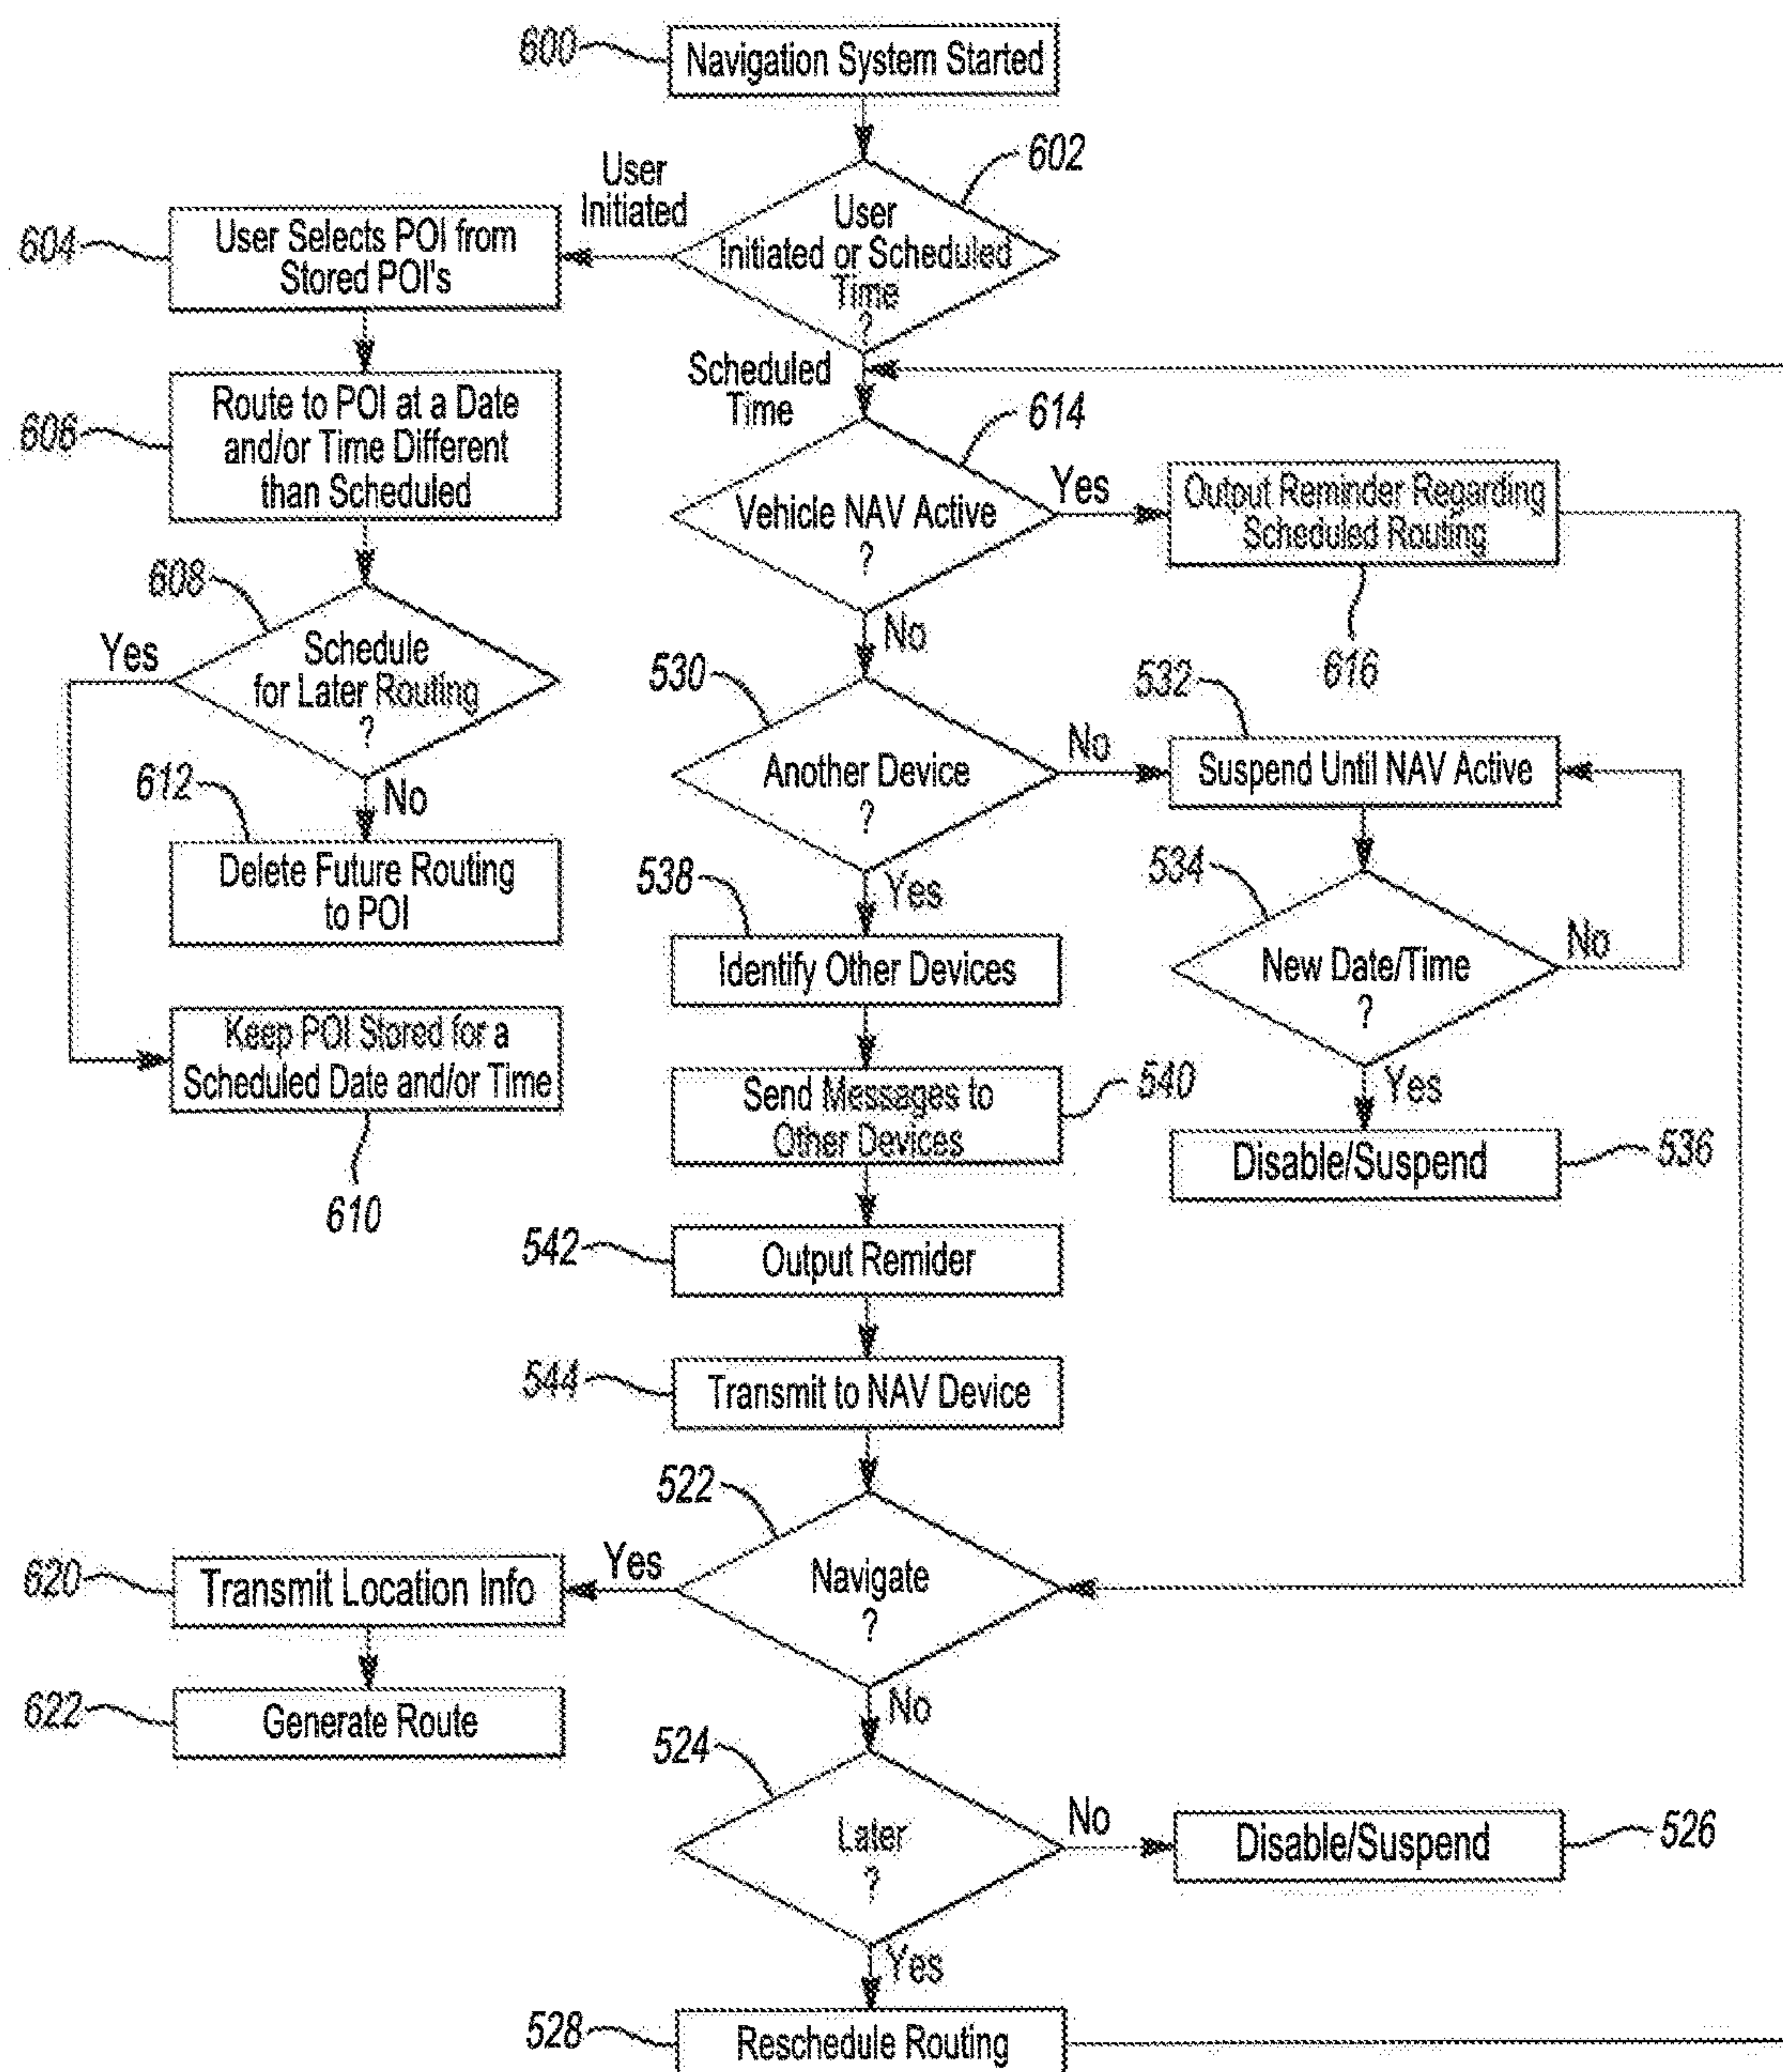 600
Navigation System Started
602
User
Initiated
User
Initiated or Scheduled
Time
?
604
User Selects POI from
Stored POI's
Scheduled
Time
606
Route to POI at a Date
and/or Time Different
than Scheduled
614
Vehicle NAV Active
?
Yes
Output Reminder Regarding
Scheduled Routing
616
No
608
Yes
Schedule
for Later Routing
?
No
612
Delete Future Routing
to POI
Keep POI Stored for a
Scheduled Date and/or Time
610
530
Another Device
?
No
532
Suspend Until NAV Active
534
New Date/Time
?
No
Yes
Disable/Suspend
536
Yes
538
Identify Other Devices
Send Messages to
Other Devices
540
542
Output Remider
544
Transmit to NAV Device
522
Navigate
?
Yes
620
Transmit Location Info
622
Generate Route
No
524
Later
?
No
Disable/Suspend
526
Yes
528
Reschedule Routing